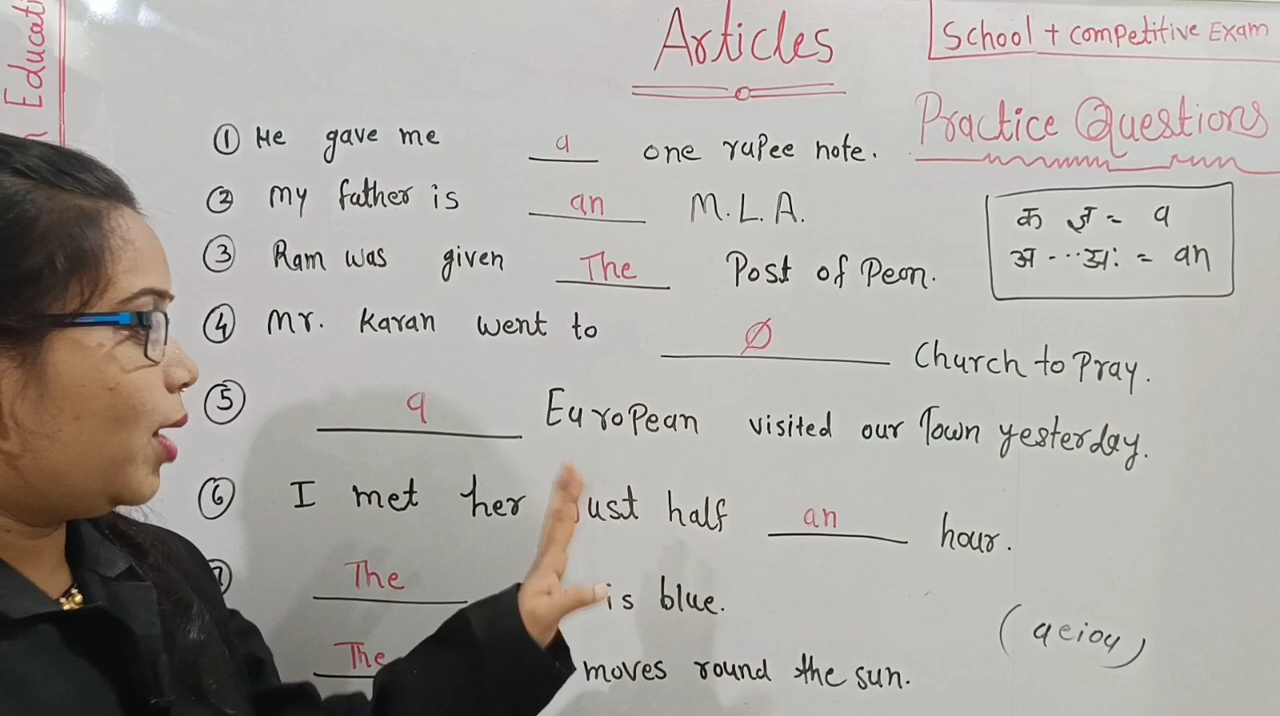 Educati
Articles
School + competitive Exam
Practice Questions
① He gave me a one rupee note.
② My father is an M.L.A.
③ Ram was given The Post of Peon.
④ Mr. Karan went to Ø Church to Pray.
⑤ a European visited our Town yesterday.
⑥ I met her Just half an hour.
The is blue.
The moves round the sun.
क ज्ञ = a
अ ... अः = an
(aeiou)